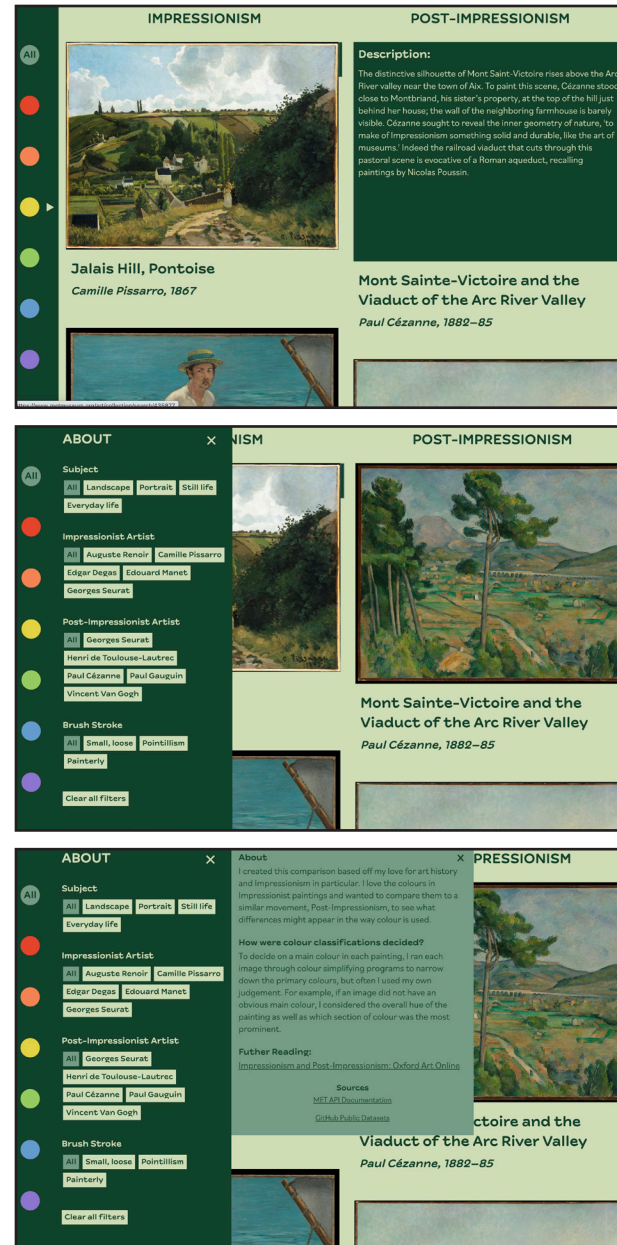 IMPRESSIONISM
POST-IMPRESSIONISM
All
Description:
The distinctive silhouette of Mont Saint-Victoire rises above the Arc
River valley near the town of Aix. To paint this scene, Cézanne stood
close to Montbriand, his sister's property, at the top of the hill just
behind her house; the wall of the neighboring farmhouse is barely
visible. Cézanne sought to reveal the inner geometry of nature, 'to
make of Impressionism something solid and durable, like the art of
museums.' Indeed the railroad viaduct that cuts through this
pastoral scene is evocative of a Roman aqueduct, recalling
paintings by Nicolas Poussin.
Jalais Hill, Pontoise
Camille Pissarro, 1867
Mont Sainte-Victoire and the
Viaduct of the Arc River Valley
Paul Cézanne, 1882–85
ABOUT
X
NISM
POST-IMPRESSIONISM
All
Subject
All Landscape Portrait Still life
Everyday life
Impressionist Artist
All Auguste Renoir Camille Pissarro
Edgar Degas Edouard Manet
Georges Seurat
Post-Impressionist Artist
All Georges Seurat
Henri de Toulouse-Lautrec
Paul Cézanne Paul Gauguin
Vincent Van Gogh
Brush Stroke
All Small, loose Pointillism
Painterly
Clear all filters
Mont Sainte-Victoire and the
Viaduct of the Arc River Valley
Paul Cézanne, 1882–85
ABOUT
X
All
Subject
All Landscape Portrait Still life
Everyday life
Impressionist Artist
All Auguste Renoir Camille Pissarro
Edgar Degas Edouard Manet
Georges Seurat
Post-Impressionist Artist
All Georges Seurat
Henri de Toulouse-Lautrec
Paul Cézanne Paul Gauguin
Vincent Van Gogh
Brush Stroke
All Small, loose Pointillism
Painterly
Clear all filters
About
X
I created this comparison based off my love for art history
and Impressionism in particular. I love the colours in
Impressionist paintings and wanted to compare them to a
similar movement, Post-Impressionism, to see what
differences might appear in the way colour is used.
How were colour classifications decided?
To decide on a main colour in each painting, I ran each
image through colour simplifying programs to narrow
down the primary colours, but often I used my own
judgement. For example, if an image did not have an
obvious main colour, I considered the overall hue of the
painting as well as which section of colour was the most
prominent.
Futher Reading:
Impressionism and Post-Impressionism: Oxford Art Online
Sources
MET API Documentation
GitHub Public Datasets
PRESSIONISM
ctoire and the
Viaduct of the Arc River Valley
Paul Cézanne, 1882–85